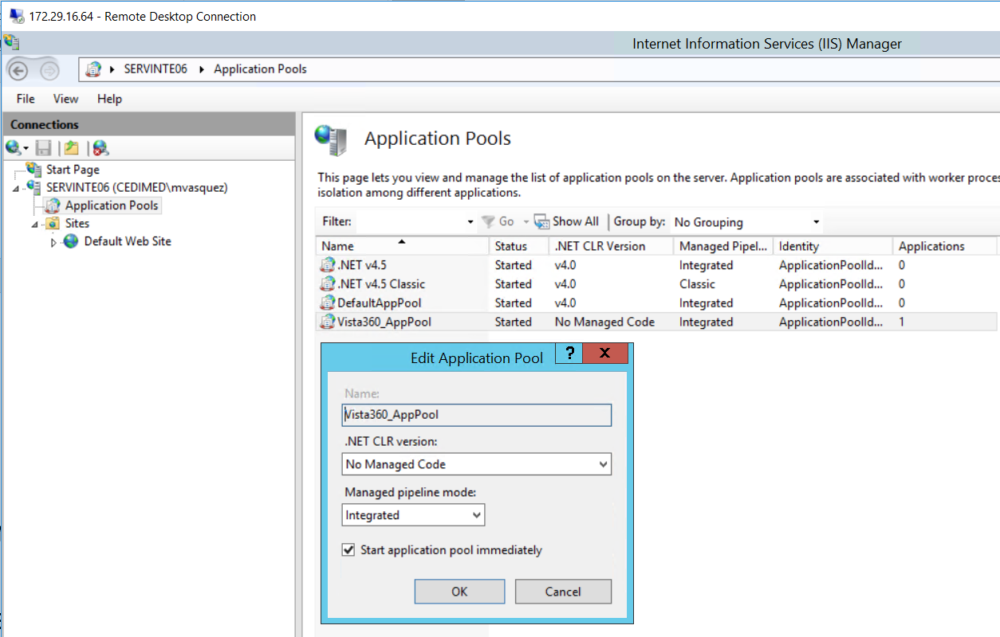 172.29.16.64 - Remote Desktop Connection
Internet Information Services (IIS) Manager
SERVINTE06 Application Pools
File View Help
Connections
Start Page
SERVINTE06 (CEDIMED\mvasquez)
Application Pools
Sites
Default Web Site
Application Pools
This page lets you view and manage the list of application pools on the server. Application pools are associated with worker proce
isolation among different applications.
Filter: Go Show All Group by: No Grouping
Name Status .NET CLR Version Managed Pipel... Identity Applications
.NET v4.5 Started v4.0 Integrated ApplicationPoolId... 0
.NET v4.5 Classic Started v4.0 Classic ApplicationPoolId... 0
DefaultAppPool Started v4.0 Integrated ApplicationPoolId... 0
Vista360_AppPool Started No Managed Code Integrated ApplicationPoolId... 1
Edit Application Pool ? X
Name:
Vista360_AppPool
.NET CLR version:
No Managed Code
Managed pipeline mode:
Integrated
Start application pool immediately
OK Cancel